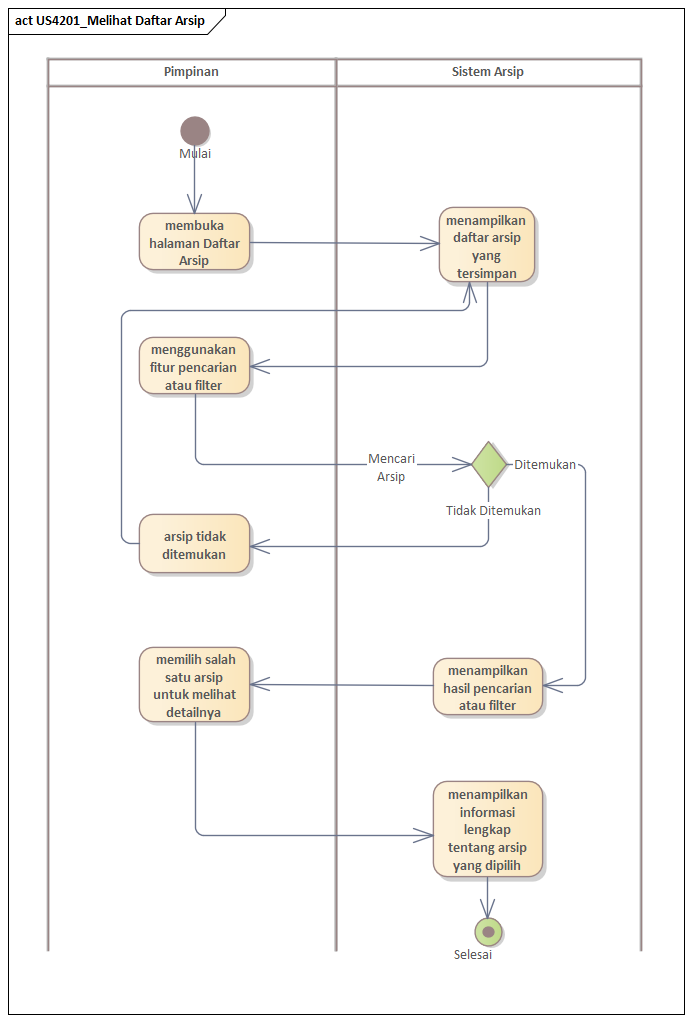 act US4201_Melihat Daftar Arsip
Pimpinan
Sistem Arsip
Mulai
membuka
halaman Daftar
Arsip
menampilkan
daftar arsip
yang
tersimpan
menggunakan
fitur pencarian
atau filter
Mencari
Arsip
Ditemukan
Tidak Ditemukan
arsip tidak
ditemukan
memilih salah
satu arsip
untuk melihat
detailnya
menampilkan
hasil pencarian
atau filter
menampilkan
informasi
lengkap
tentang arsip
yang dipilih
Selesai